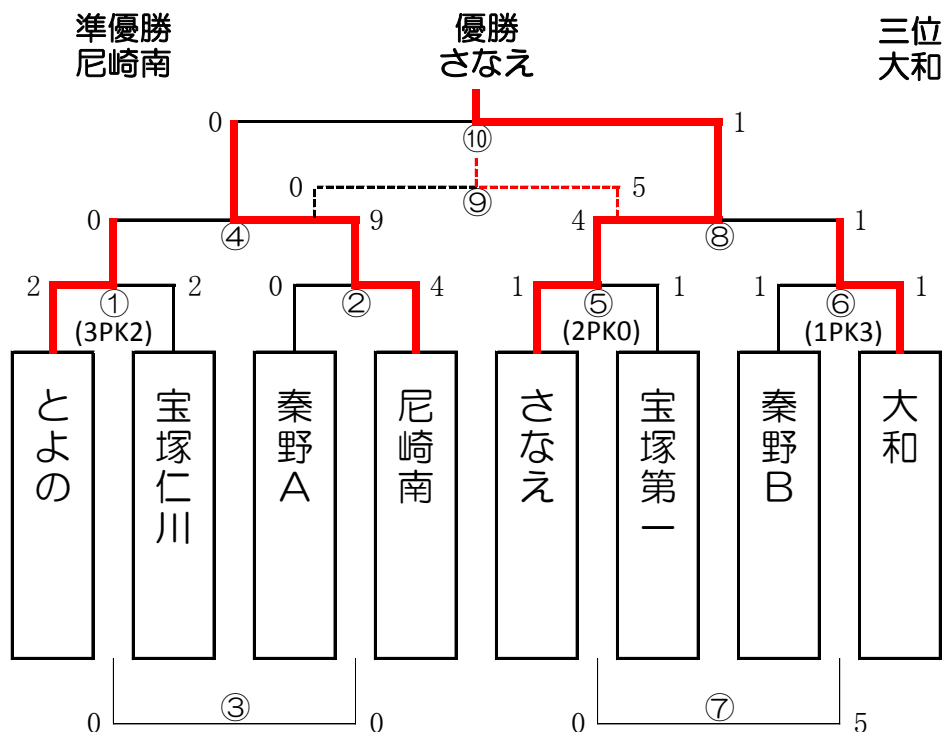 準優勝
尼崎南
優勝
さなえ
三位
大和
0
⑩
1
0
⑨
5
0
④
9
4
⑧
1
2
①
2
0
②
4
1
⑤
1
1
⑥
1
(3PK2)
(2PK0)
(1PK3)
とよの
宝塚仁川
秦野A
尼崎南
さなえ
宝塚第一
秦野B
大和
0
③
0
0
⑦
5